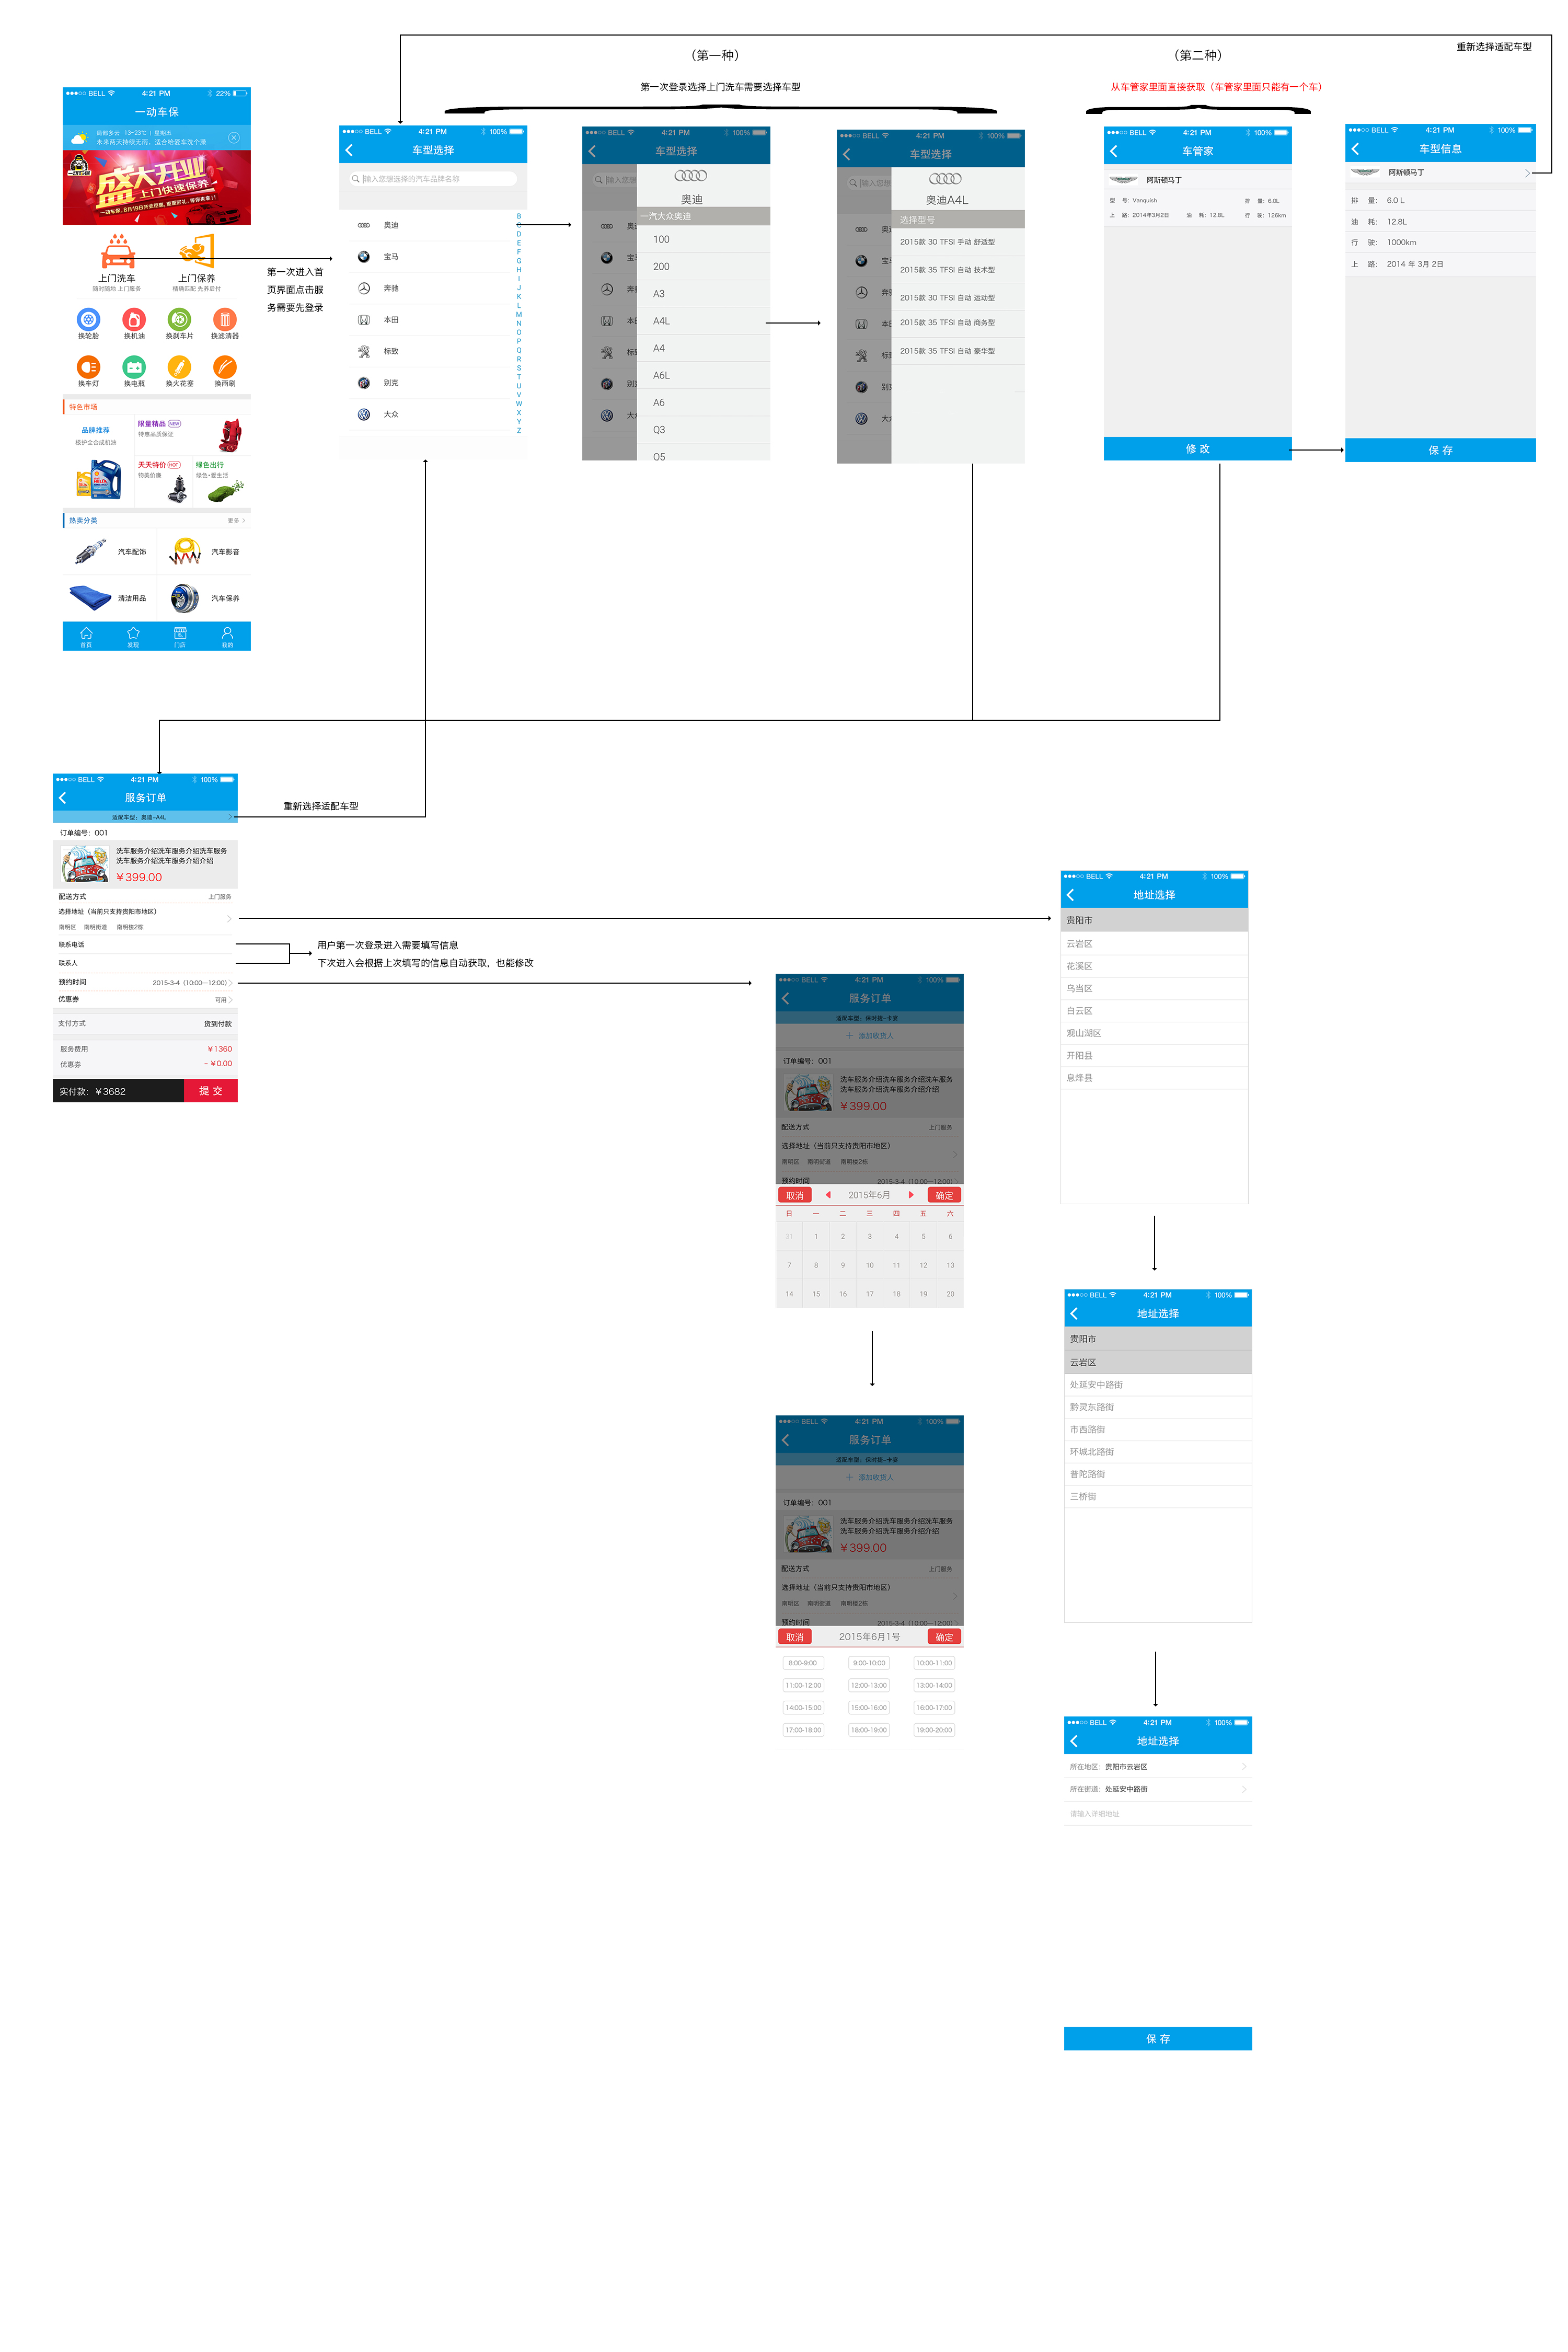 （第一种）
（第二种）
重新选择适配车型
第一次登录选择上门洗车需要选择车型
从车管家里面直接获取（车管家里面只能有一个车）
BELL 4:21 PM 22%
一动车保
13~23℃ | 星期五
未来两天持续无雨，适合给爱车洗个澡
盛大开业
上门快速保养
上门洗车
随时随地 上门服务
上门保养
精确匹配 先养后付
换轮胎
换机油
换刹车片
换滤清器
换车灯
换电瓶
换火花塞
换雨刷
特色市场
品牌推荐
极护全合成机油
限量精品 NEW
特惠品质保证
天天特价 HOT
物美价廉
绿色出行
绿色·爱生活
热卖分类
更多
汽车配饰
汽车影音
清洁用品
汽车保养
首页
发现
门店
我的
第一次进入首
页界面点击服
务需要先登录
BELL 4:21 PM 100%
车型选择
输入您想选择的汽车品牌名称
奥迪
宝马
奔驰
本田
标致
别克
大众
B
C
D
E
F
G
H
I
J
K
L
M
N
O
P
Q
R
S
T
U
V
W
X
Y
Z
BELL 4:21 PM 100%
车型选择
输入您想
奥迪
一汽大众奥迪
100
200
A3
A4L
A4
A6L
A6
Q3
Q5
BELL 4:21 PM 100%
车型选择
输入您想
奥迪A4L
选择型号
2015款 30 TFSI 手动 舒适型
2015款 35 TFSI 自动 技术型
2015款 30 TFSI 自动 运动型
2015款 35 TFSI 自动 商务型
2015款 35 TFSI 自动 豪华型
BELL 4:21 PM 100%
车管家
阿斯顿马丁
型 号：Vanquish
排 量：6.0L
上 路：2014年3月2日
油 耗：12.8L
行 驶：126km
修 改
BELL 4:21 PM 100%
车型信息
阿斯顿马丁
排 量： 6.0 L
油 耗： 12.8L
行 驶： 1000km
上 路： 2014 年 3月 2日
保 存
BELL 4:21 PM 100%
服务订单
适配车型：奥迪-A4L
重新选择适配车型
订单编号：001
洗车服务介绍洗车服务介绍洗车服务
洗车服务介绍洗车服务介绍介绍
￥399.00
配送方式
上门服务
选择地址（当前只支持贵阳市地区）
南明区 南明街道 南明楼2栋
联系电话
联系人
用户第一次登录进入需要填写信息
下次进入会根据上次填写的信息自动获取，也能修改
预约时间
2015-3-4（10:00—12:00）
优惠券
可用
支付方式
货到付款
服务费用
￥1360
优惠券
- ￥0.00
实付款：￥3682
提 交
BELL 4:21 PM 100%
服务订单
适配车型：保时捷-卡宴
＋ 添加收货人
订单编号：001
洗车服务介绍洗车服务介绍洗车服务
洗车服务介绍洗车服务介绍介绍
￥399.00
配送方式
上门服务
选择地址（当前只支持贵阳市地区）
南明区 南明街道 南明楼2栋
预约时间
2015-3-4（10:00—12:00）
取消
2015年6月
确定
日 一 二 三 四 五 六
31 1 2 3 4 5 6
7 8 9 10 11 12 13
14 15 16 17 18 19 20
BELL 4:21 PM 100%
服务订单
适配车型：保时捷-卡宴
＋ 添加收货人
订单编号：001
洗车服务介绍洗车服务介绍洗车服务
洗车服务介绍洗车服务介绍介绍
￥399.00
配送方式
上门服务
选择地址（当前只支持贵阳市地区）
南明区 南明街道 南明楼2栋
预约时间
2015-3-4（10:00—12:00）
取消
2015年6月1号
确定
8:00-9:00 9:00-10:00 10:00-11:00
11:00-12:00 12:00-13:00 13:00-14:00
14:00-15:00 15:00-16:00 16:00-17:00
17:00-18:00 18:00-19:00 19:00-20:00
BELL 4:21 PM 100%
地址选择
贵阳市
云岩区
花溪区
乌当区
白云区
观山湖区
开阳县
息烽县
BELL 4:21 PM 100%
地址选择
贵阳市
云岩区
处延安中路街
黔灵东路街
市西路街
环城北路街
普陀路街
三桥街
BELL 4:21 PM 100%
地址选择
所在地区：贵阳市云岩区
所在街道：处延安中路街
请输入详细地址
保 存